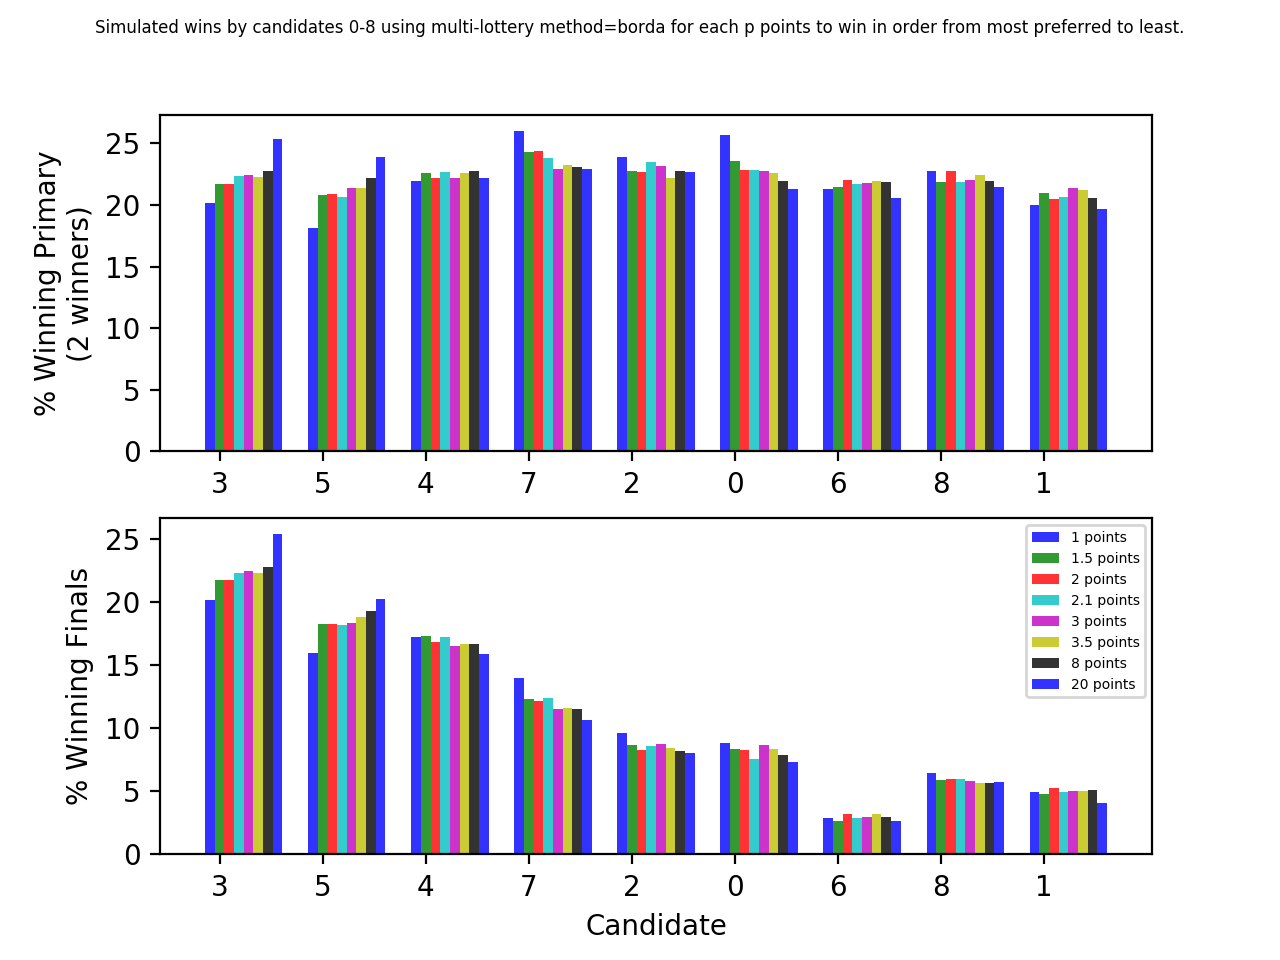 Simulated wins by candidates 0-8 using multi-lottery method=borda for each p points to win in order from most preferred to least.
% Winning Primary
(2 winners)
25
20
15
10
5
0
3 5 4 7 2 0 6 8 1
% Winning Finals
25
20
15
10
5
0
1 points
1.5 points
2 points
2.1 points
3 points
3.5 points
8 points
20 points
3 5 4 7 2 0 6 8 1
Candidate